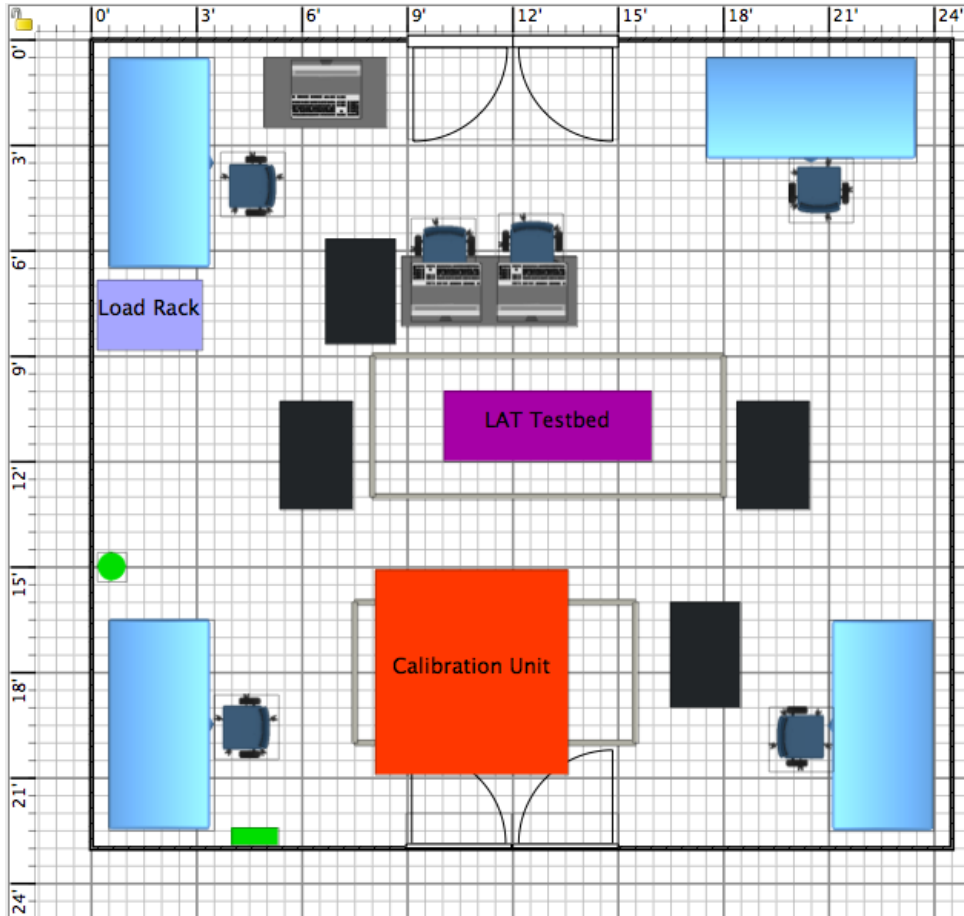 0' 3' 6' 9' 12' 15' 18' 21' 24'
0'
3'
6'
Load Rack
9'
LAT Testbed
12'
15'
Calibration Unit
18'
21'
24'